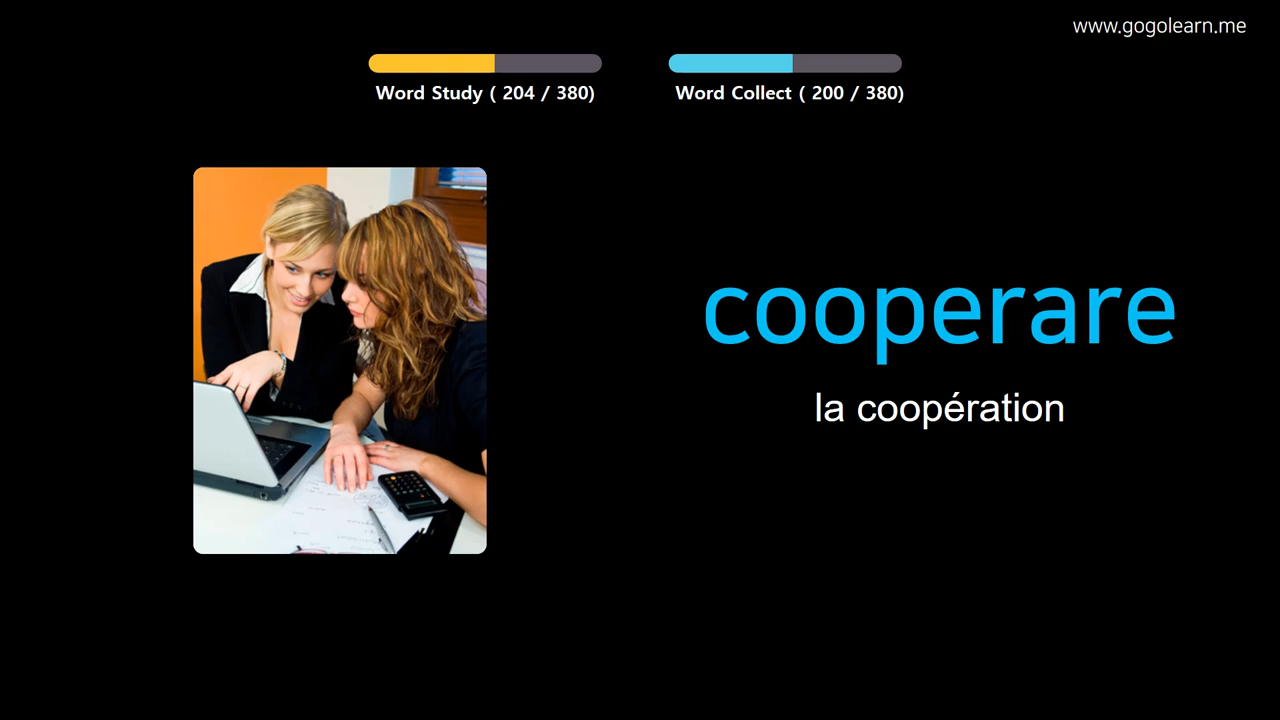 www.gogolearn.me
Word Study ( 204 / 380)
Word Collect ( 200 / 380)
cooperare
la coopération